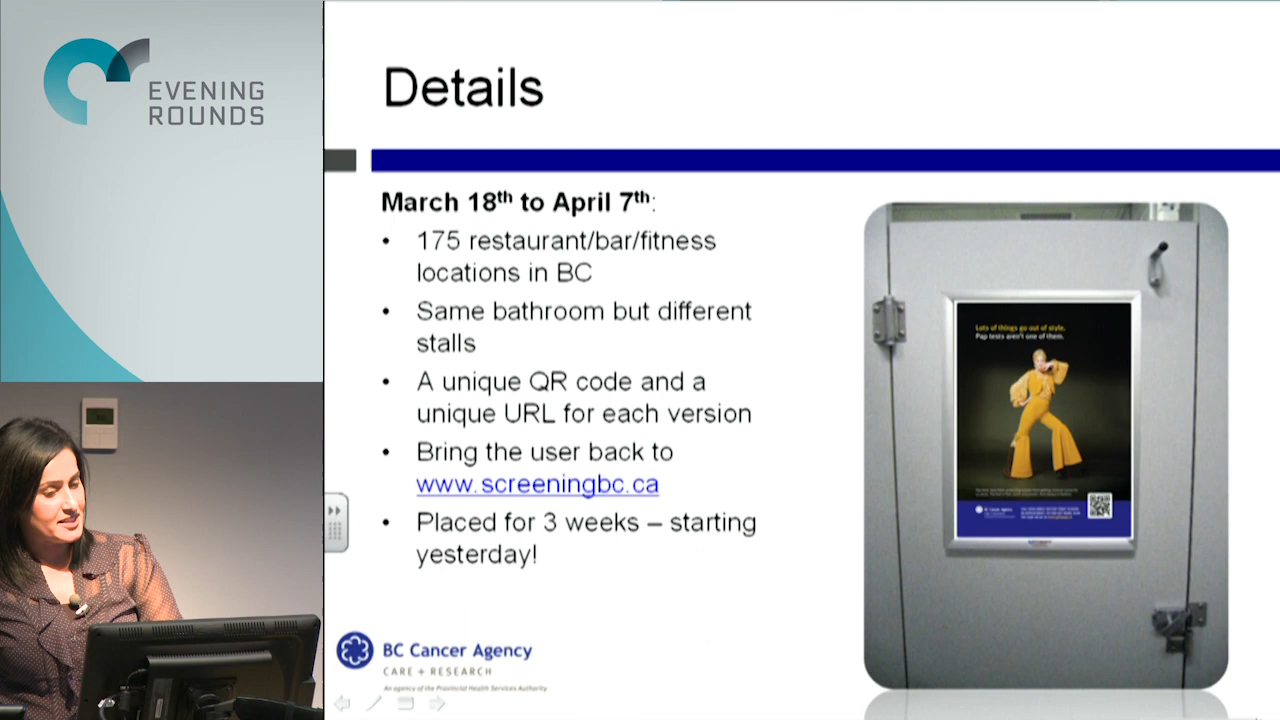 EVENING
ROUNDS
Details
March 18th to April 7th:
• 175 restaurant/bar/fitness
locations in BC
• Same bathroom but different
stalls
• A unique QR code and a
unique URL for each version
• Bring the user back to
www.screeningbc.ca
• Placed for 3 weeks – starting
yesterday!
Lots of things go out of style.
Pap tests aren't one of them.
BC Cancer Agency
BC Cancer Agency
CARE + RESEARCH
An agency of the Provincial Health Services Authority